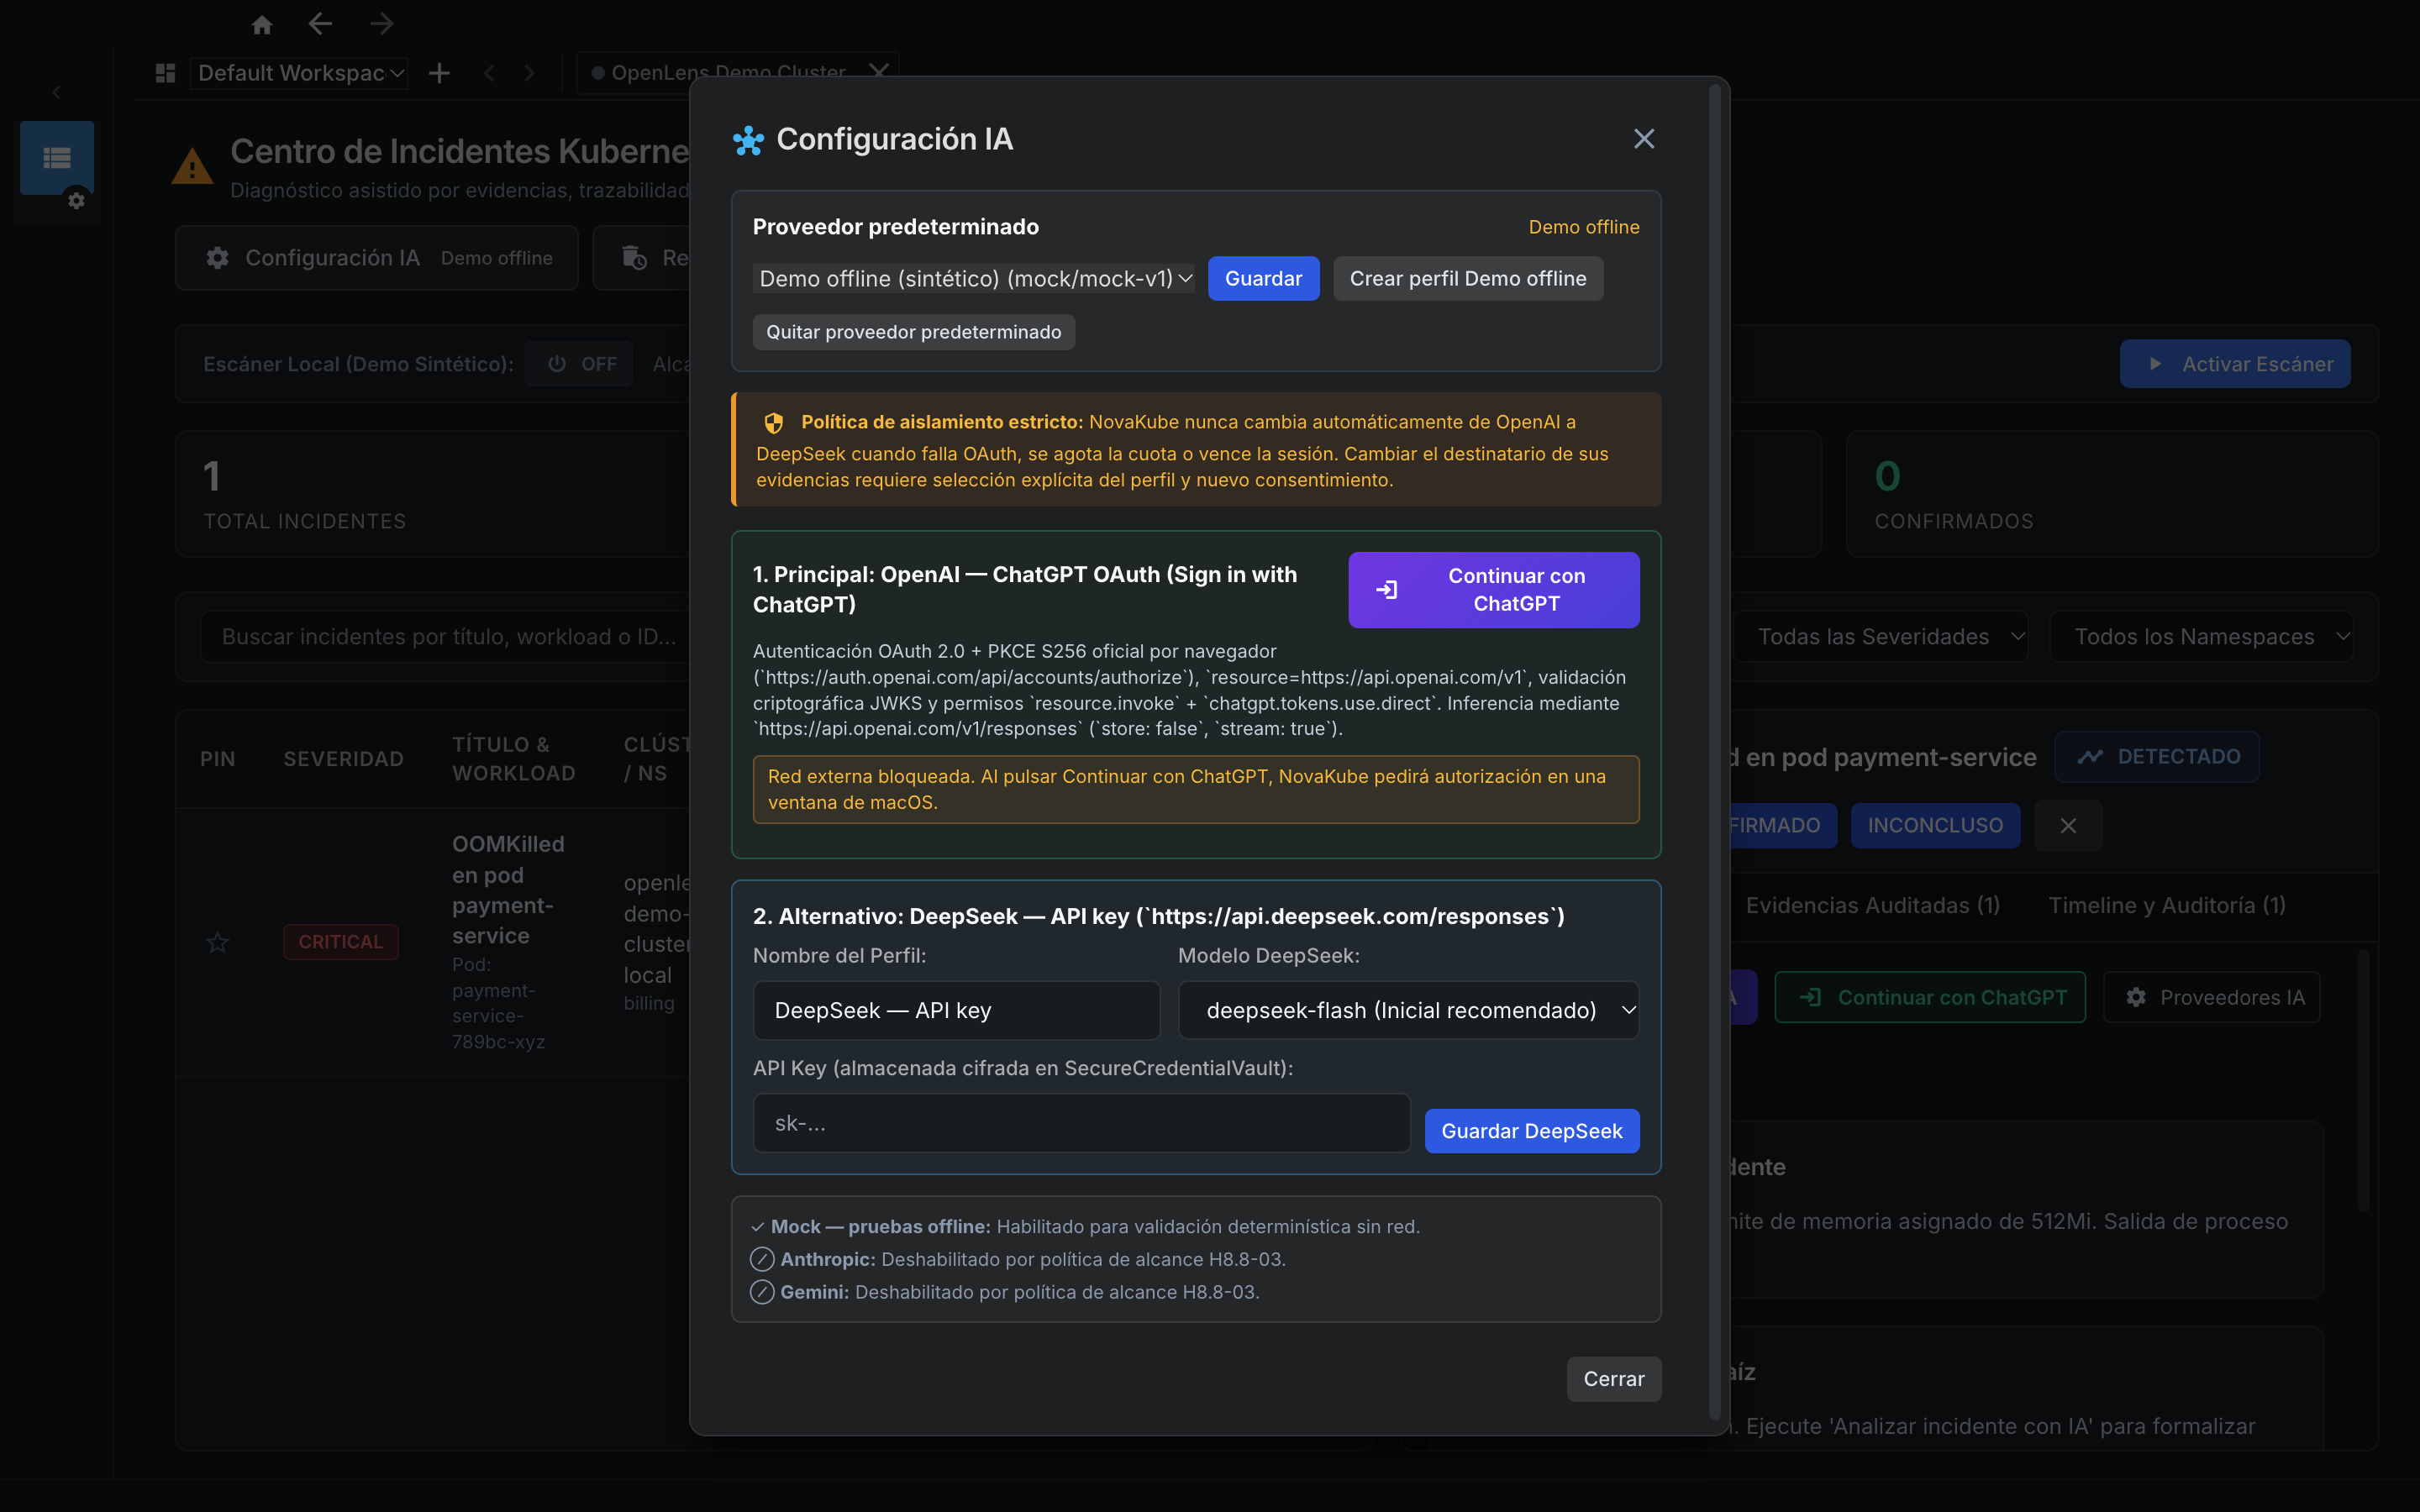 Default Workspac
OpenLens Demo Cluster
Centro de Incidentes Kuberne
Diagnóstico asistido por evidencias, trazabilidad
Configuración IA Demo offline
Re
Escáner Local (Demo Sintético): OFF Alca
Activar Escáner
1
TOTAL INCIDENTES
0
CONFIRMADOS
Buscar incidentes por título, workload o ID...
Todas las Severidades
Todos los Namespaces
PIN
SEVERIDAD
TÍTULO &
WORKLOAD
CLÚST
/ NS
CRITICAL
OOMKilled
en pod
payment-
service
Pod:
payment-
service-
789bc-xyz
openle
demo-
cluster
local
billing
Configuración IA
Proveedor predeterminado
Demo offline
Demo offline (sintético) (mock/mock-v1)
Guardar
Crear perfil Demo offline
Quitar proveedor predeterminado
Política de aislamiento estricto: NovaKube nunca cambia automáticamente de OpenAI a
DeepSeek cuando falla OAuth, se agota la cuota o vence la sesión. Cambiar el destinatario de sus
evidencias requiere selección explícita del perfil y nuevo consentimiento.
1. Principal: OpenAI — ChatGPT OAuth (Sign in with
ChatGPT)
Continuar con
ChatGPT
Autenticación OAuth 2.0 + PKCE S256 oficial por navegador
(`https://auth.openai.com/api/accounts/authorize`), `resource=https://api.openai.com/v1`, validación
criptográfica JWKS y permisos `resource.invoke` + `chatgpt.tokens.use.direct`. Inferencia mediante
`https://api.openai.com/v1/responses` (`store: false`, `stream: true`).
Red externa bloqueada. Al pulsar Continuar con ChatGPT, NovaKube pedirá autorización en una
ventana de macOS.
2. Alternativo: DeepSeek — API key (`https://api.deepseek.com/responses`)
Nombre del Perfil:
Modelo DeepSeek:
DeepSeek — API key
deepseek-flash (Inicial recomendado)
API Key (almacenada cifrada en SecureCredentialVault):
sk-...
Guardar DeepSeek
Mock — pruebas offline: Habilitado para validación determinística sin red.
Anthropic: Deshabilitado por política de alcance H8.8-03.
Gemini: Deshabilitado por política de alcance H8.8-03.
Cerrar
d en pod payment-service
DETECTADO
FIRMADO
INCONCLUSO
Evidencias Auditadas (1)
Timeline y Auditoría (1)
A
Continuar con ChatGPT
Proveedores IA
dente
nite de memoria asignado de 512Mi. Salida de proceso
aíz
n. Ejecute 'Analizar incidente con IA' para formalizar